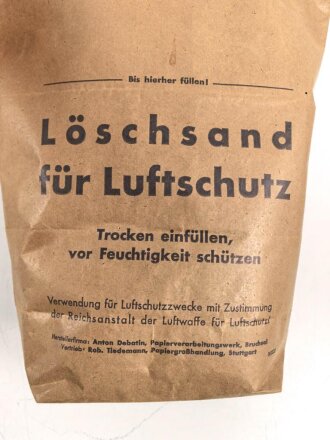 Bis hierher füllen!
Löschsand
für Luftschutz
Trocken einfüllen,
vor Feuchtigkeit schützen
Verwendung für Luftschutzzwecke mit Zustimmung
der Reichsanstalt der Luftwaffe für Luftschutz!
Herstellerfirma: Anton Debatin, Papierverarbeitungswerk, Bruchsal
Vertrieb: Rob. Tiedemann, Papiergroßhandlung, Stuttgart